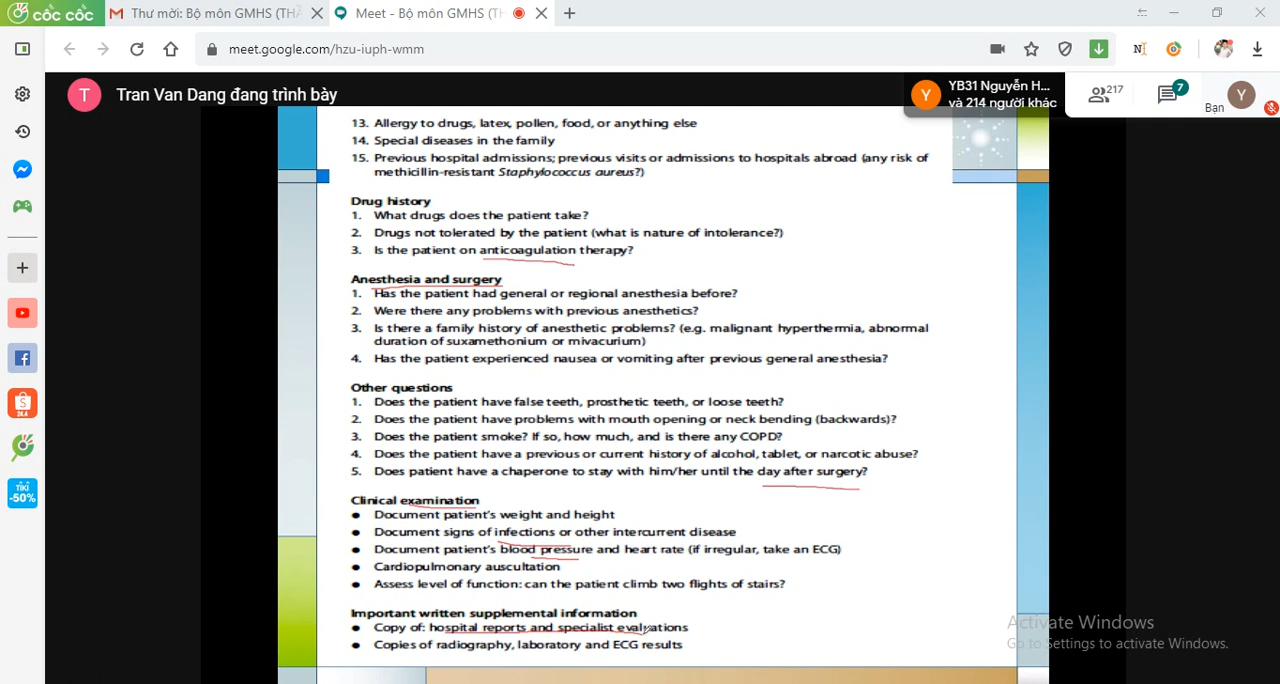 cốc cốc
Thư mời: Bộ môn GMHS (TH
Meet - Bộ môn GMHS (TH
meet.google.com/hzu-iuph-wmm
T
Tran Van Dang đang trình bày
Y
YB31 Nguyễn H...
và 214 người khác
217
7
Bạn
Y
13. Allergy to drugs, latex, pollen, food, or anything else
14. Special diseases in the family
15. Previous hospital admissions; previous visits or admissions to hospitals abroad (any risk of
methicillin-resistant Staphylococcus aureus?)
Drug history
1. What drugs does the patient take?
2. Drugs not tolerated by the patient (what is nature of intolerance?)
3. Is the patient on anticoagulation therapy?
Anesthesia and surgery
1. Has the patient had general or regional anesthesia before?
2. Were there any problems with previous anesthetics?
3. Is there a family history of anesthetic problems? (e.g. malignant hyperthermia, abnormal
duration of suxamethonium or mivacurium)
4. Has the patient experienced nausea or vomiting after previous general anesthesia?
Other questions
1. Does the patient have false teeth, prosthetic teeth, or loose teeth?
2. Does the patient have problems with mouth opening or neck bending (backwards)?
3. Does the patient smoke? If so, how much, and is there any COPD?
4. Does the patient have a previous or current history of alcohol, tablet, or narcotic abuse?
5. Does patient have a chaperone to stay with him/her until the day after surgery?
Clinical examination
• Document patient's weight and height
• Document signs of infections or other intercurrent disease
• Document patient's blood pressure and heart rate (if irregular, take an ECG)
• Cardiopulmonary auscultation
• Assess level of function: can the patient climb two flights of stairs?
Important written supplemental information
• Copy of: hospital reports and specialist evaluations
• Copies of radiography, laboratory and ECG results
Activate Windows
Go to Settings to activate Windows.
TIKI
-50%